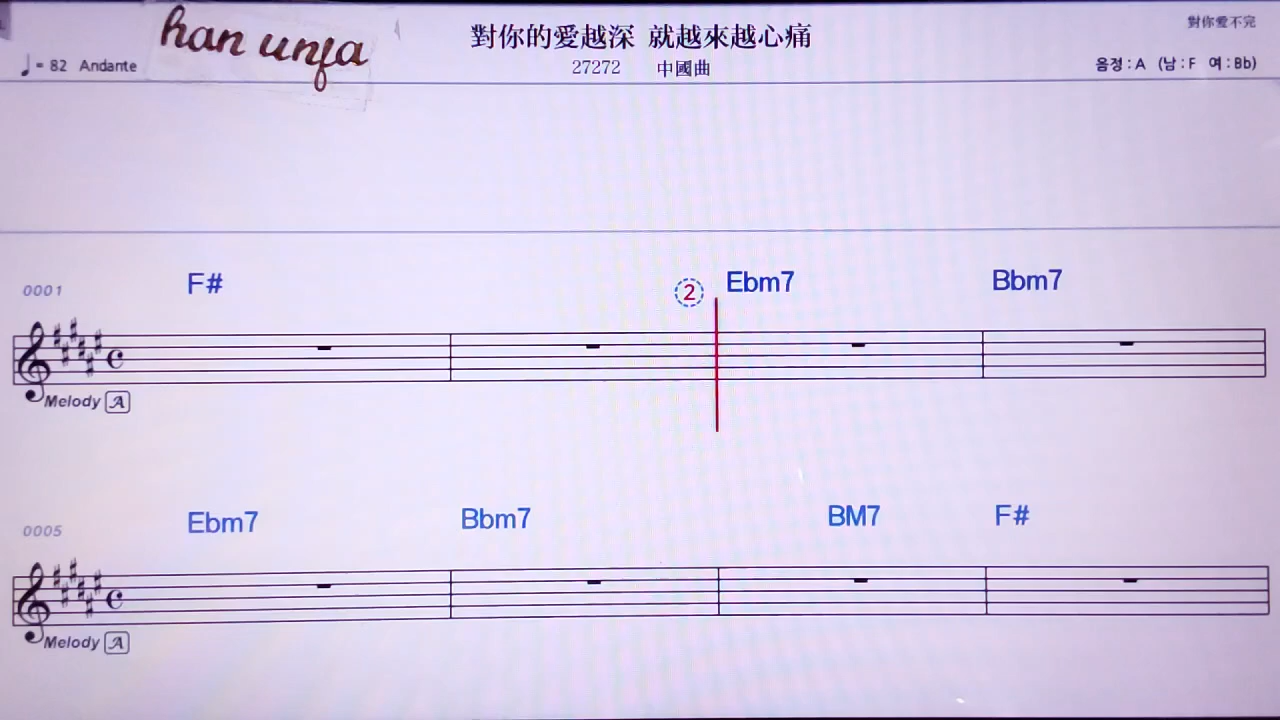 han unfa
對你的愛越深 就越來越心痛
對你愛不完
♩= 82 Andante
27272 中國曲
음정 : A (남 : F 여 : Bb)
F# ② Ebm7 Bbm7
0001
Melody A
Ebm7 Bbm7 BM7 F#
0005
Melody A